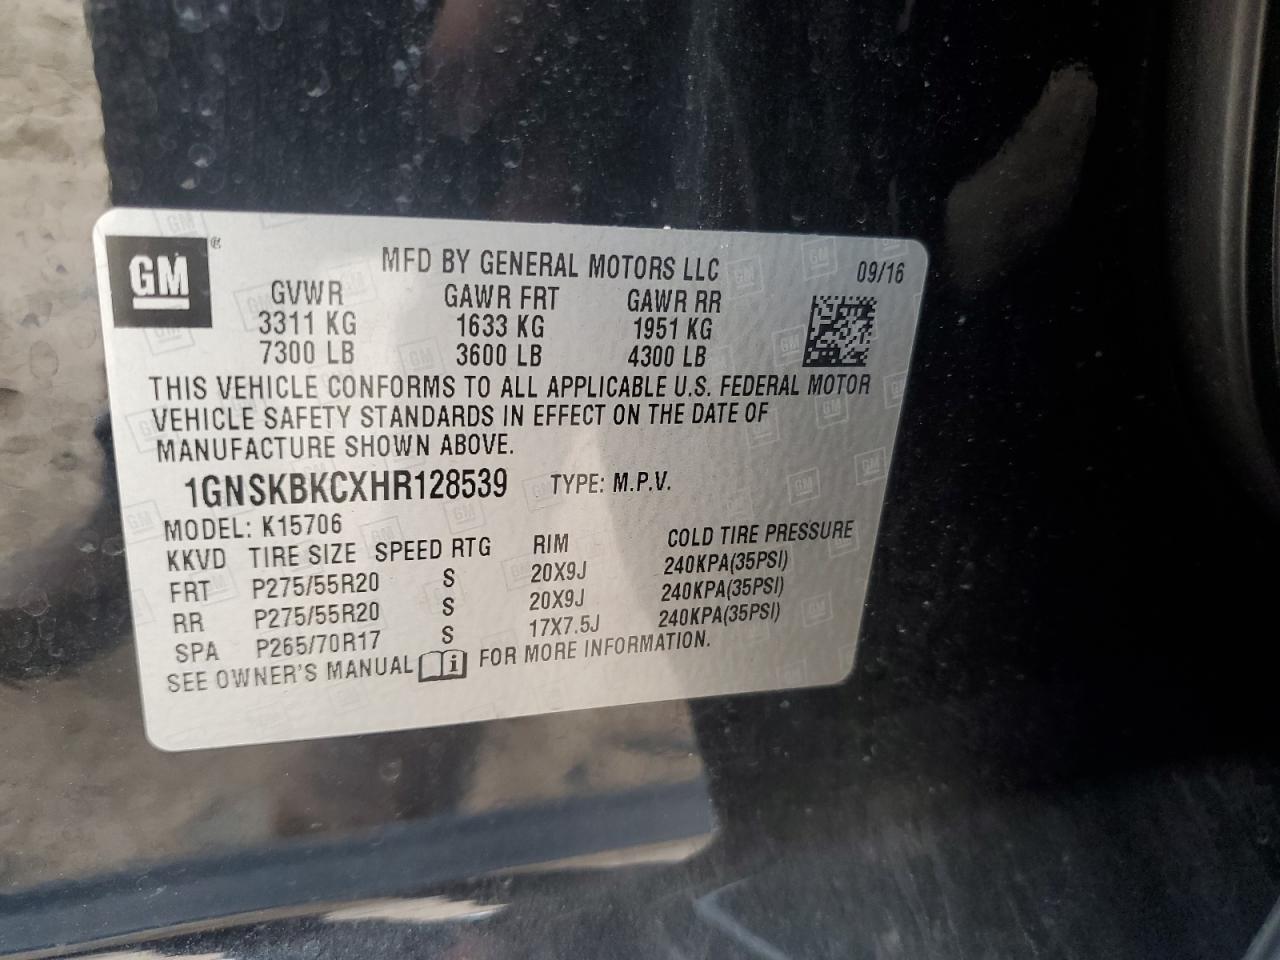 GM®
MFD BY GENERAL MOTORS LLC 09/16
GVWR GAWR FRT GAWR RR
3311 KG 1633 KG 1951 KG
7300 LB 3600 LB 4300 LB
THIS VEHICLE CONFORMS TO ALL APPLICABLE U.S. FEDERAL MOTOR
VEHICLE SAFETY STANDARDS IN EFFECT ON THE DATE OF
MANUFACTURE SHOWN ABOVE.
1GNSKBKCXHR128539 TYPE: M.P.V.
MODEL: K15706
KKVD TIRE SIZE SPEED RTG RIM COLD TIRE PRESSURE
FRT P275/55R20 S 20X9J 240KPA(35PSI)
RR P275/55R20 S 20X9J 240KPA(35PSI)
SPA P265/70R17 S 17X7.5J 240KPA(35PSI)
SEE OWNER'S MANUAL i FOR MORE INFORMATION.